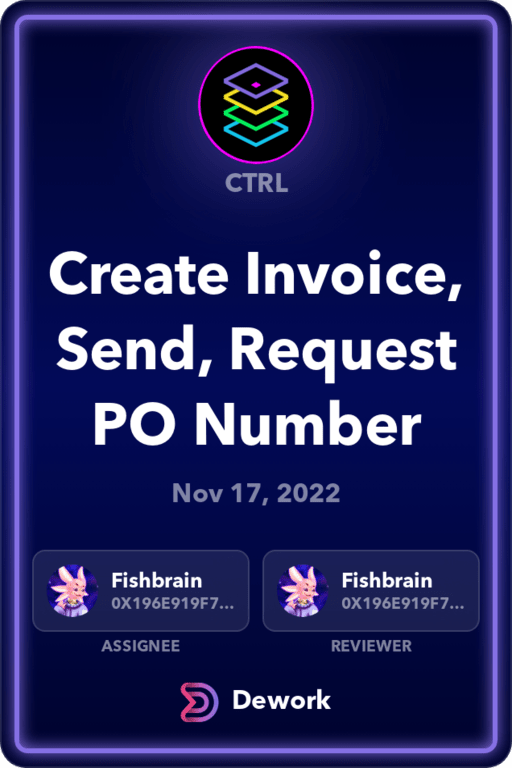 CTRL
Create Invoice,
Send, Request
PO Number
Nov 17, 2022
Fishbrain
0X196E919F7...
ASSIGNEE
Fishbrain
0X196E919F7...
REVIEWER
Dework